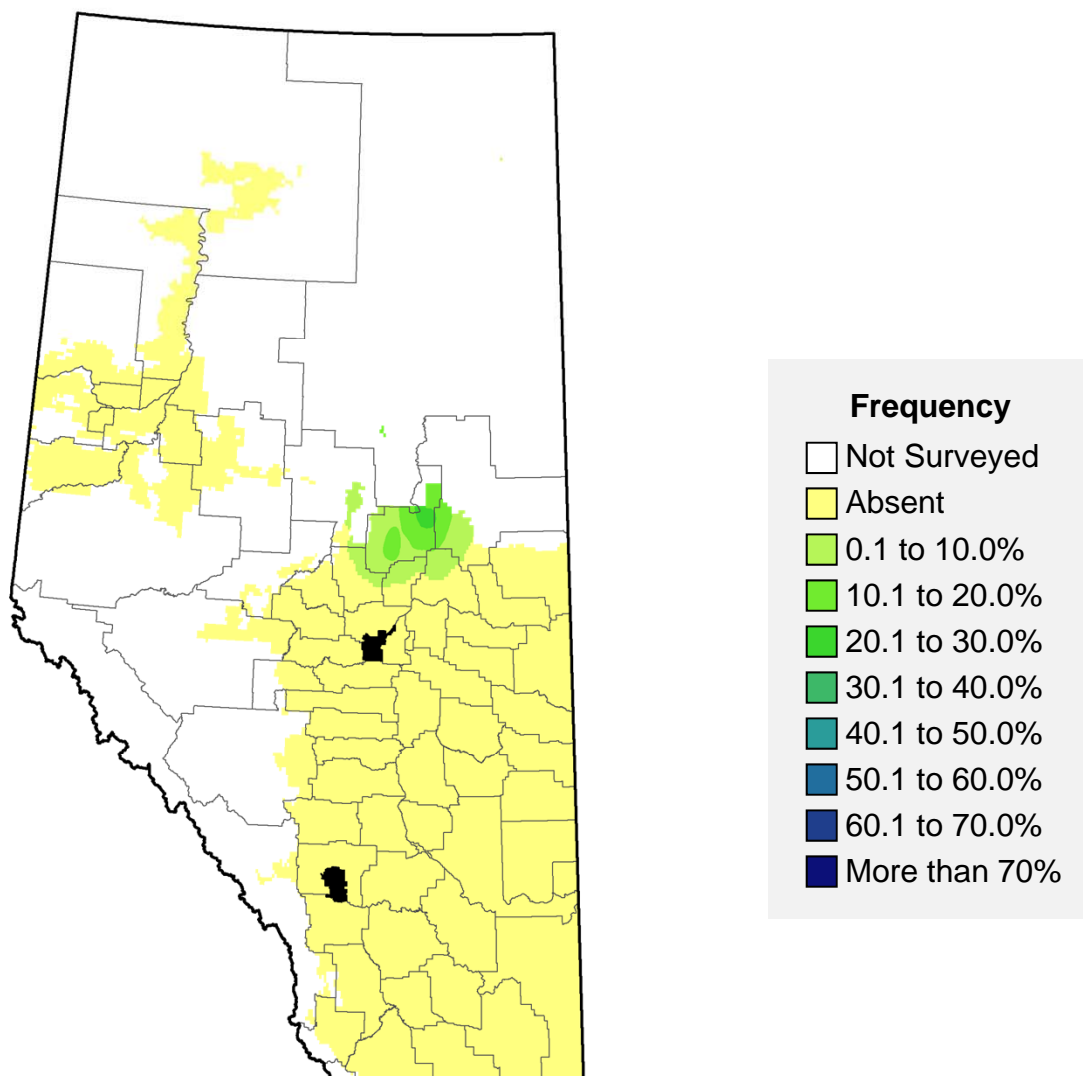 Frequency
Not Surveyed
Absent
0.1 to 10.0%
10.1 to 20.0%
20.1 to 30.0%
30.1 to 40.0%
40.1 to 50.0%
50.1 to 60.0%
60.1 to 70.0%
More than 70%